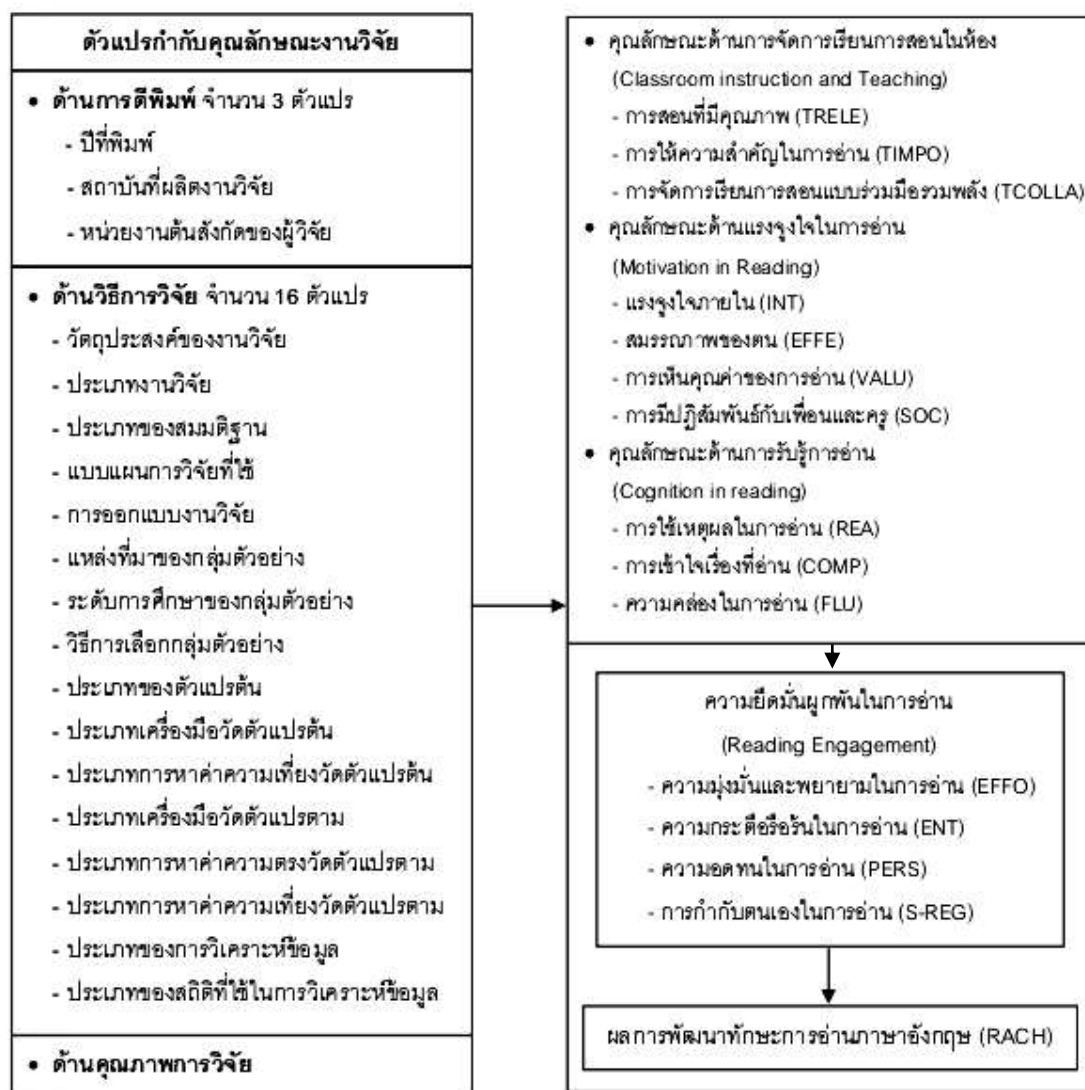 ตัวแปรกำกับคุณลักษณะงานวิจัย
• ด้านการตีพิมพ์ จำนวน 3 ตัวแปร
- ปีที่พิมพ์
- สถาบันที่ผลิตงานวิจัย
- หน่วยงานต้นสังกัดของผู้วิจัย
• ด้านวิธีการวิจัย จำนวน 16 ตัวแปร
- วัตถุประสงค์ของงานวิจัย
- ประเภทงานวิจัย
- ประเภทของสมมติฐาน
- แบบแผนการวิจัยที่ใช้
- การออกแบบงานวิจัย
- แหล่งที่มาของกลุ่มตัวอย่าง
- ระดับการศึกษาของกลุ่มตัวอย่าง
- วิธีการเลือกกลุ่มตัวอย่าง
- ประเภทของตัวแปรต้น
- ประเภทเครื่องมือวัดตัวแปรต้น
- ประเภทการหาค่าความเที่ยงวัดตัวแปรต้น
- ประเภทเครื่องมือวัดตัวแปรตาม
- ประเภทการหาค่าความตรงวัดตัวแปรตาม
- ประเภทการหาค่าความเที่ยงวัดตัวแปรตาม
- ประเภทของการวิเคราะห์ข้อมูล
- ประเภทของสถิติที่ใช้ในการวิเคราะห์ข้อมูล
• ด้านคุณภาพการวิจัย
• คุณลักษณะด้านการจัดการเรียนการสอนในห้อง
(Classroom instruction and Teaching)
- การสอนที่มีคุณภาพ (TRELE)
- การให้ความสำคัญในการอ่าน (TIMPO)
- การจัดการเรียนการสอนแบบร่วมมือรวมพลัง (TCOLLA)
• คุณลักษณะด้านแรงจูงใจในการอ่าน
(Motivation in Reading)
- แรงจูงใจภายใน (INT)
- สมรรถภาพของตน (EFFE)
- การเห็นคุณค่าของการอ่าน (VALU)
- การมีปฏิสัมพันธ์กับเพื่อนและครู (SOC)
• คุณลักษณะด้านการรับรู้การอ่าน
(Cognition in reading)
- การใช้เหตุผลในการอ่าน (REA)
- การเข้าใจเรื่องที่อ่าน (COMP)
- ความคล่องในการอ่าน (FLU)
ความยึดมั่นผูกพันในการอ่าน
(Reading Engagement)
- ความมุ่งมั่นและพยายามในการอ่าน (EFFO)
- ความกระตือรือร้นในการอ่าน (ENT)
- ความอดทนในการอ่าน (PERS)
- การกำกับตนเองในการอ่าน (S-REG)
ผลการพัฒนาทักษะการอ่านภาษาอังกฤษ (RACH)